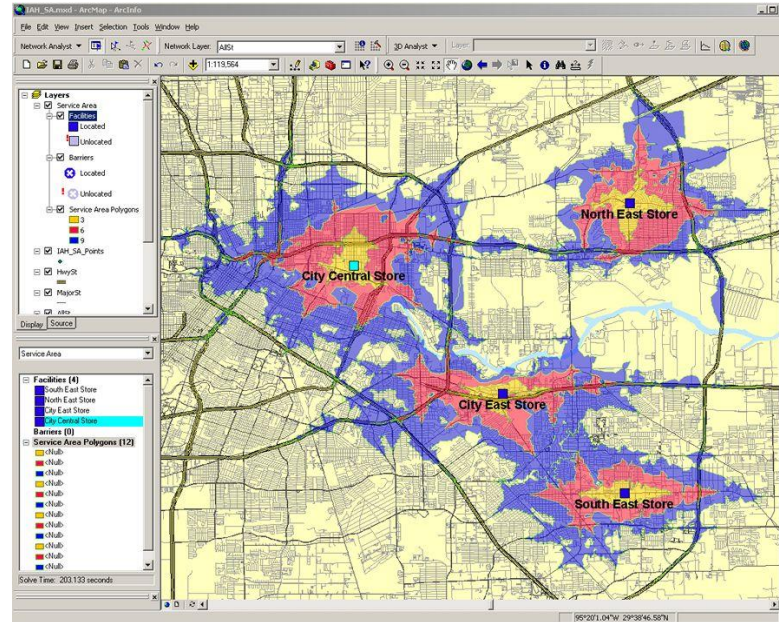 IAH_SA.mxd - ArcMap - ArcInfo
File Edit View Insert Selection Tools Window Help
Network Analyst Network Layer: AllSt 3D Analyst Layer:
1:119,564
Layers
Service Area
Facilities
Located
Unlocated
Barriers
Located
Unlocated
Service Area Polygons
3
6
9
IAH_SA_Points
HwySt
MajorSt
AllSt
Display Source
Service Area
Facilities (4)
South East Store
North East Store
City East Store
City Central Store
Barriers (0)
Service Area Polygons (12)
<Null>
<Null>
<Null>
<Null>
<Null>
<Null>
<Null>
<Null>
<Null>
<Null>
<Null>
<Null>
Solve Time: 203.133 seconds
North East Store
City Central Store
City East Store
South East Store
95°20'1.04"W 29°38'46.58"N